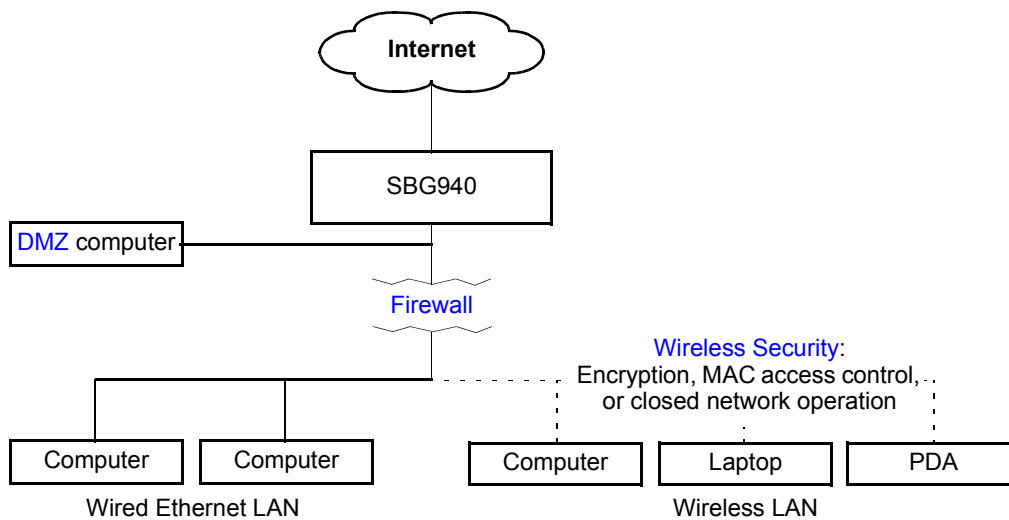 Internet
SBG940
DMZ computer
Firewall
Wireless Security:
Encryption, MAC access control,
or closed network operation
Computer
Computer
Computer
Laptop
PDA
Wired Ethernet LAN
Wireless LAN